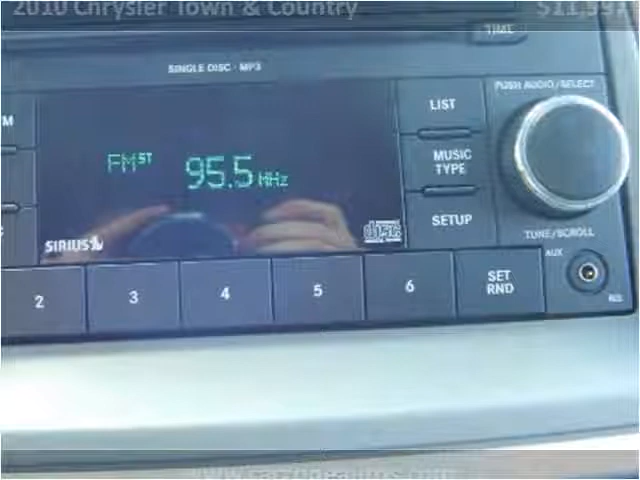 2010 Chrysler Town & Country
TIME
SINGLE DISC - MP3
PUSH AUDIO/SELECT
LIST
FM ST 95.5 MHz
MUSIC
TYPE
SETUP
SIRIUS
disc
TUNE/SCROLL
AUX
2 3 4 5 6 SET
RND